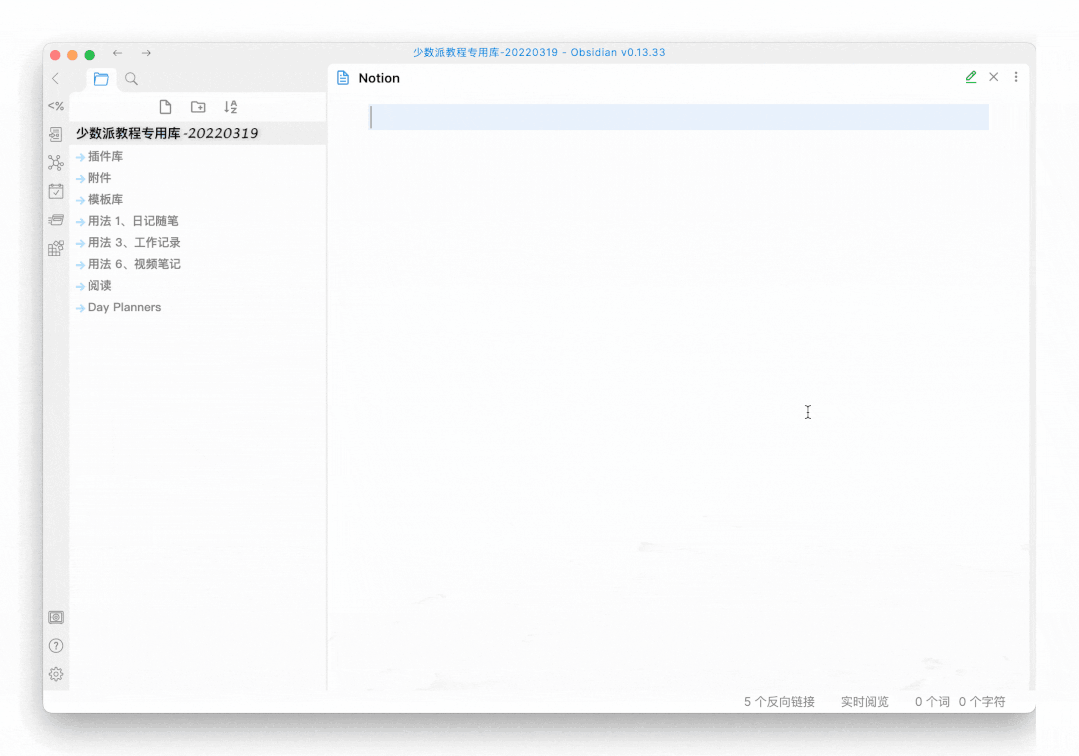 少数派教程专用库-20220319 - Obsidian v0.13.33
Notion
<%
少数派教程专用库-20220319
插件库
附件
模板库
用法 1、日记随笔
用法 3、工作记录
用法 6、视频笔记
阅读
Day Planners
5 个反向链接 实时阅览 0 个词 0 个字符